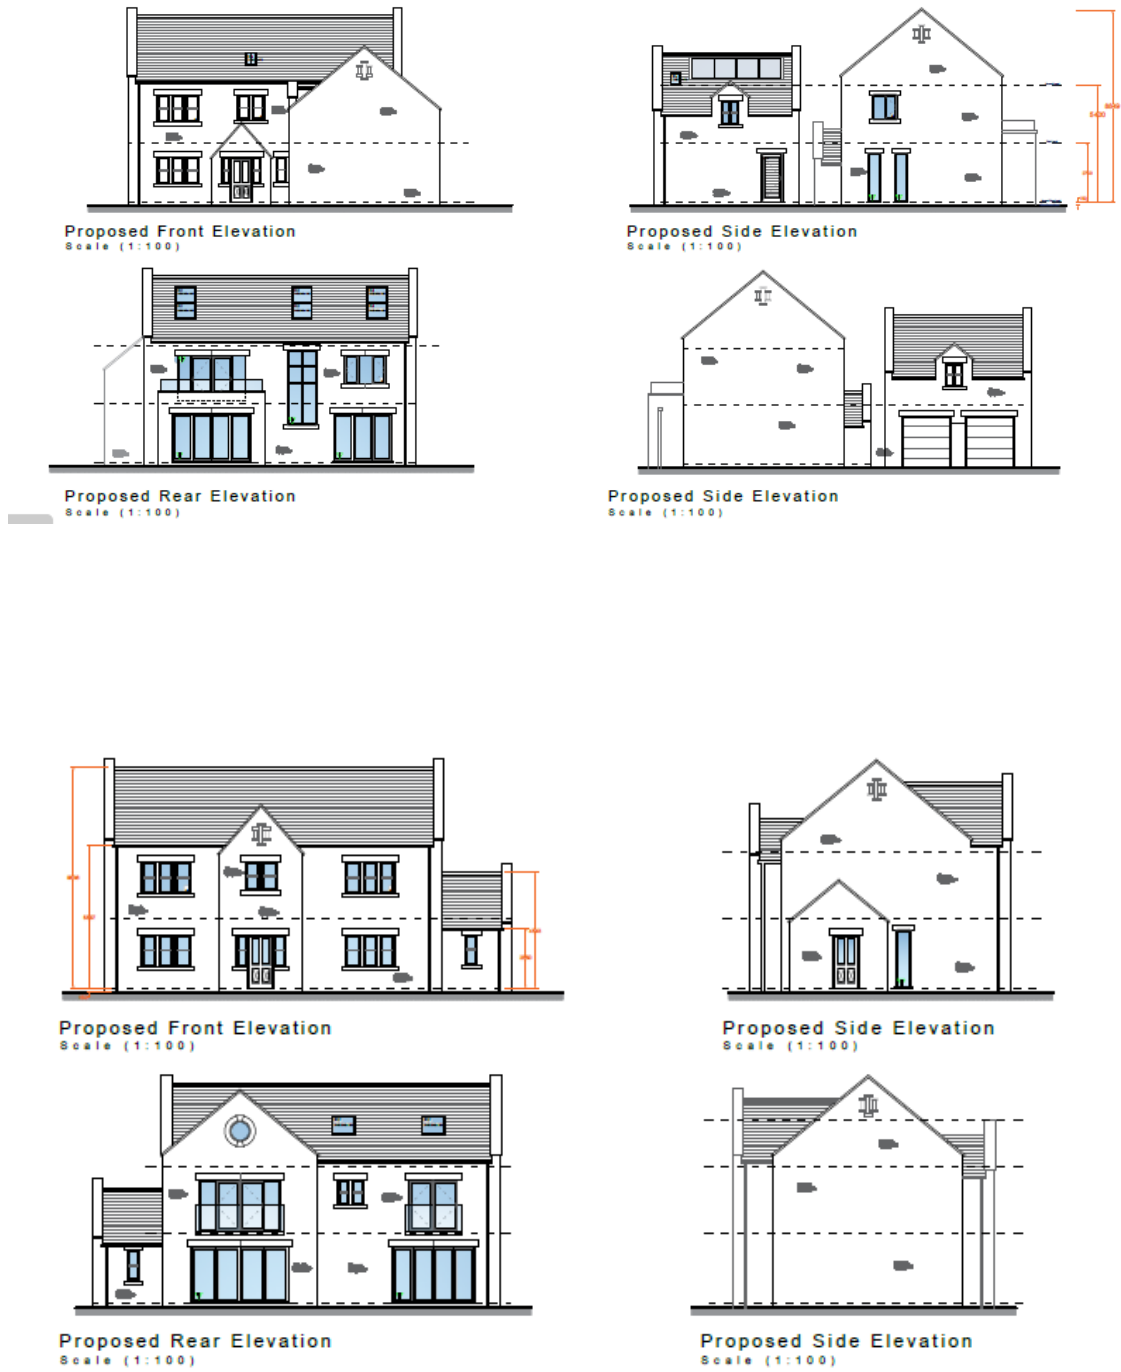 Proposed Front Elevation
Scale (1:100)
Proposed Side Elevation
Scale (1:100)
Proposed Rear Elevation
Scale (1:100)
Proposed Side Elevation
Scale (1:100)
Proposed Front Elevation
Scale (1:100)
Proposed Side Elevation
Scale (1:100)
Proposed Rear Elevation
Scale (1:100)
Proposed Side Elevation
Scale (1:100)